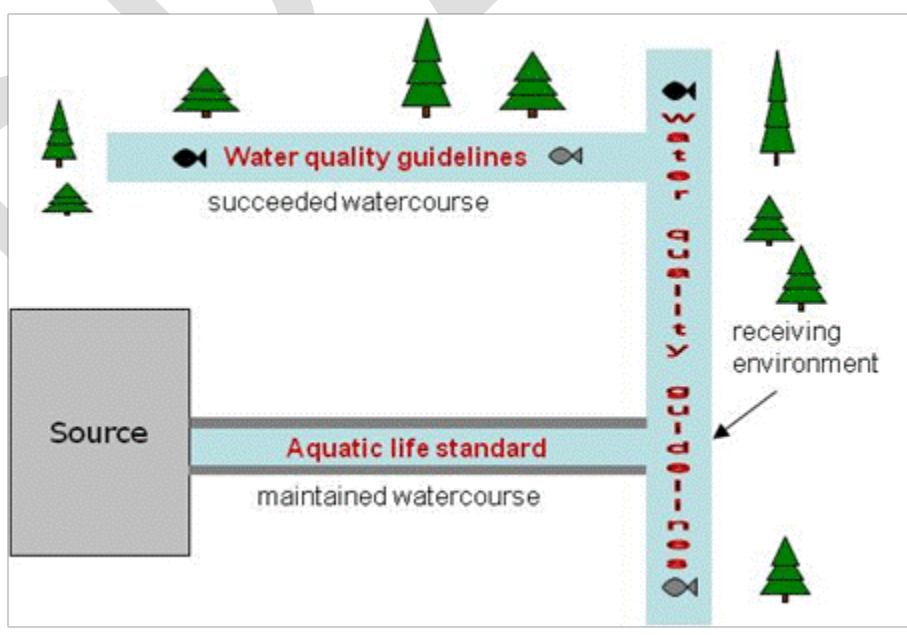 Water quality guidelines
succeeded watercourse
Water quality guidelines
receiving
environment
Source
Aquatic life standard
maintained watercourse